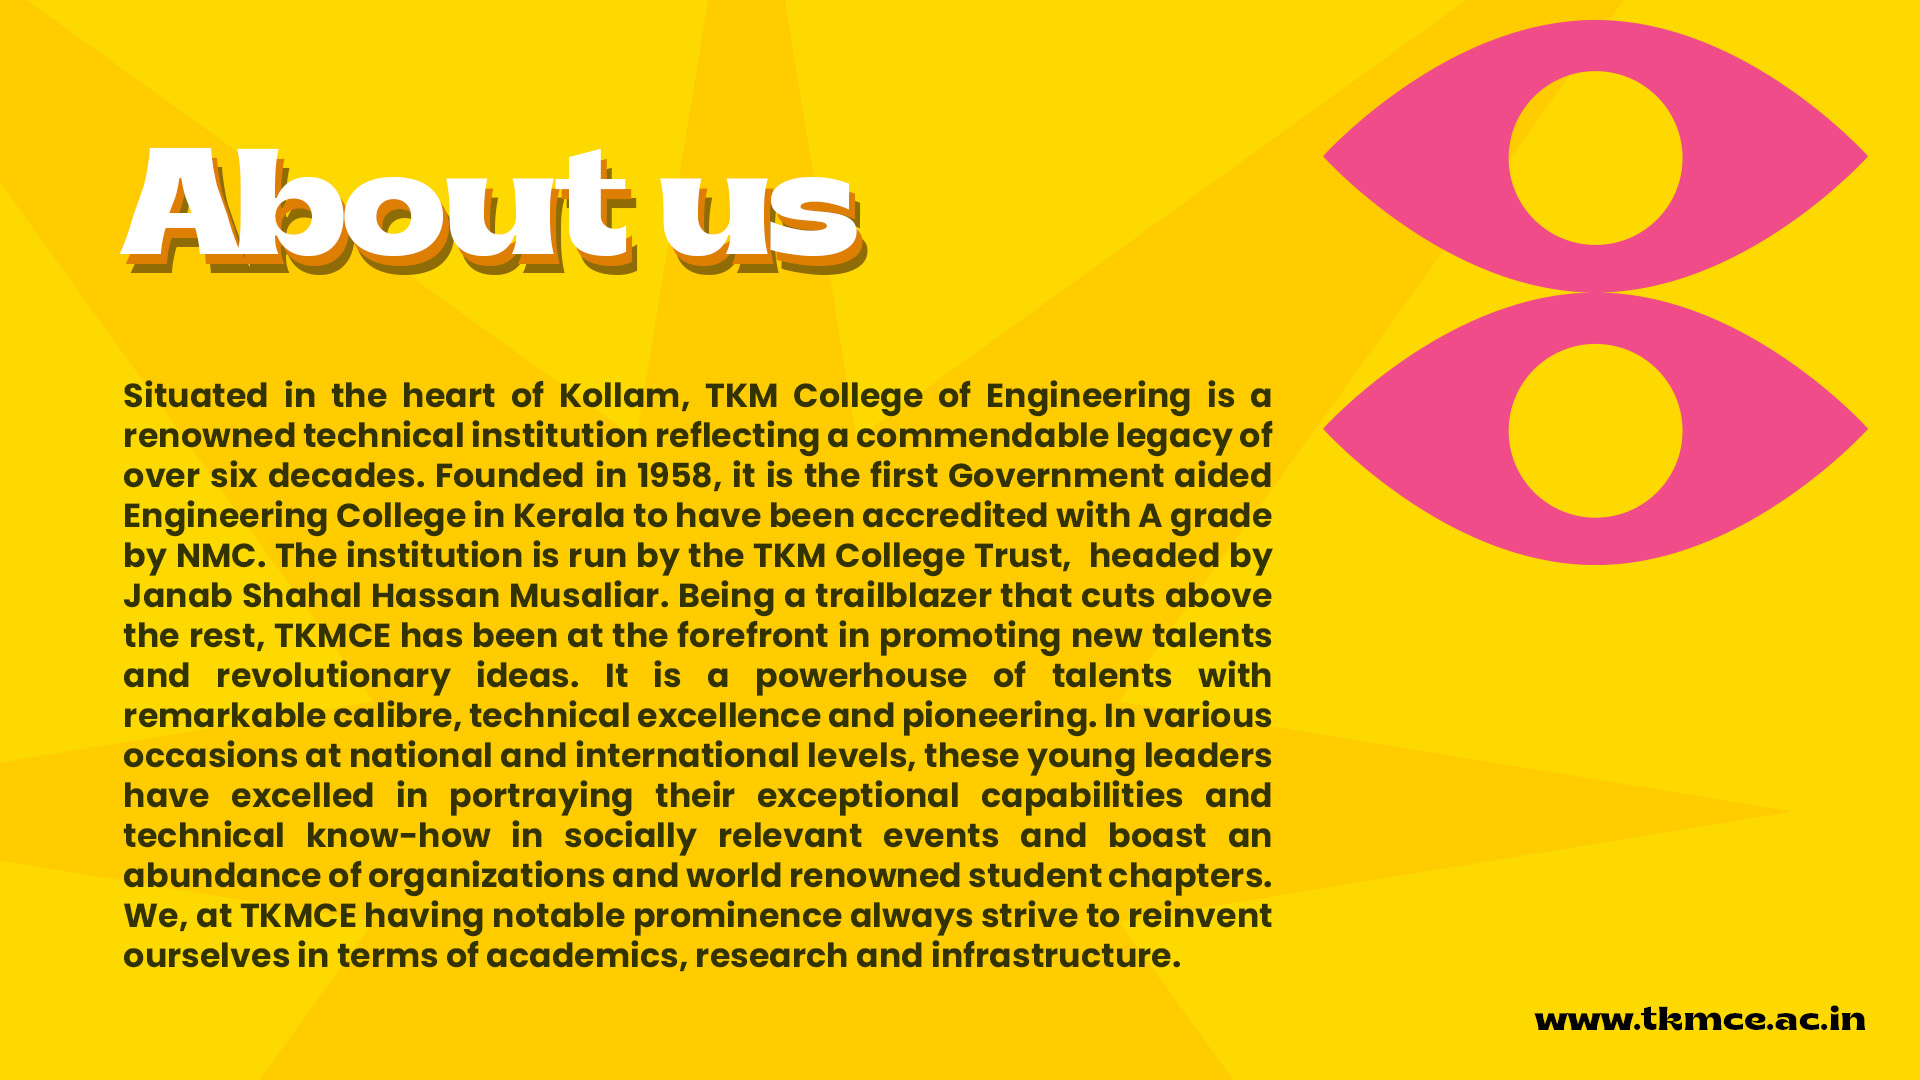 About us
Situated in the heart of Kollam, TKM College of Engineering is a
renowned technical institution reflecting a commendable legacy of
over six decades. Founded in 1958, it is the first Government aided
Engineering College in Kerala to have been accredited with A grade
by NMC. The institution is run by the TKM College Trust, headed by
Janab Shahal Hassan Musaliar. Being a trailblazer that cuts above
the rest, TKMCE has been at the forefront in promoting new talents
and revolutionary ideas. It is a powerhouse of talents with
remarkable calibre, technical excellence and pioneering. In various
occasions at national and international levels, these young leaders
have excelled in portraying their exceptional capabilities and
technical know-how in socially relevant events and boast an
abundance of organizations and world renowned student chapters.
We, at TKMCE having notable prominence always strive to reinvent
ourselves in terms of academics, research and infrastructure.
www.tkmce.ac.in